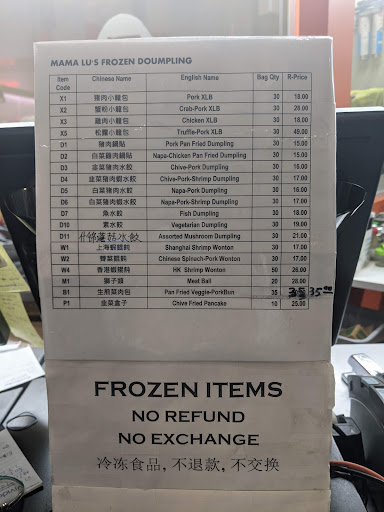 MAMA LU'S FROZEN DOUMPLING
Item Code Chinese Name English Name Bag Qty R-Price
X1 豬肉小籠包 Pork XLB 30 18.00
X2 蟹粉小籠包 Crab-Pork XLB 30 28.00
X3 雞肉小籠包 Chicken XLB 30 18.00
X5 松露小籠包 Truffle-Pork XLB 30 49.00
D1 豬肉鍋貼 Pork Pan Fried Dumpling 30 15.00
D2 白菜雞肉鍋貼 Napa-Chicken Pan Fried Dumpling 30 15.00
D3 韭菜豬肉水餃 Chive-Pork Dumpling 30 16.00
D4 韭菜豬肉蝦水餃 Chive-Pork-Shrimp Dumpling 30 17.00
D5 白菜豬肉水餃 Napa-Pork Dumpling 30 16.00
D6 白菜豬肉蝦水餃 Napa-Pork-Shrimp Dumpling 30 17.00
D7 魚水餃 Fish Dumpling 30 18.00
D10 素水餃 Vegetarian Dumpling 30 19.00
D11 什錦蘑菇水餃 Assorted Mushroom Dumpling 30 21.00
W1 上海蝦餛飩 Shanghai Shrimp Wonton 30 17.00
W2 薺菜餛飩 Chinese Spinach-Pork Wonton 30 17.00
W4 香港蝦餛飩 HK Shrimp Wonton 50 26.00
M1 獅子頭 Meat Ball 20 28.00
B1 生煎菜肉包 Pan Fried Veggie-PorkBun 35 35.00
P1 韭菜盒子 Chive Fried Pancake 10 25.00
FROZEN ITEMS
NO REFUND
NO EXCHANGE
冷冻食品, 不退款, 不交换